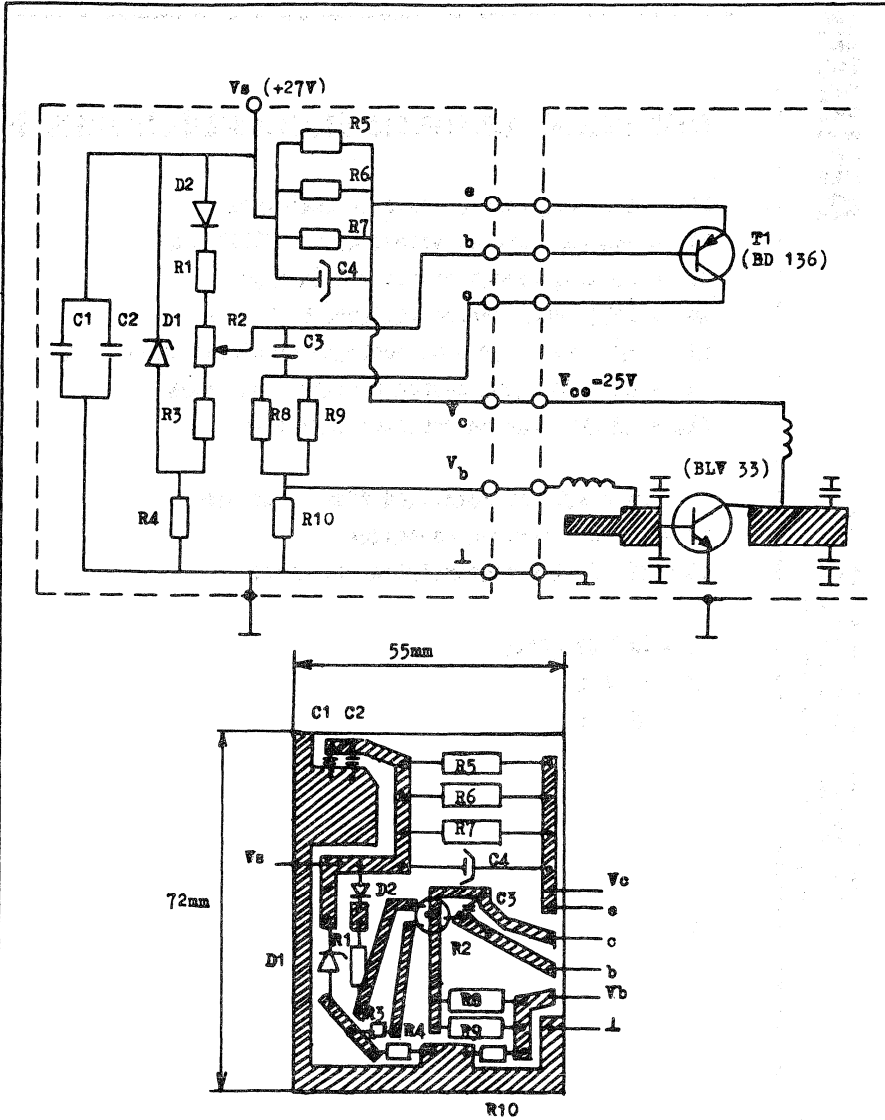 Vs (+27V)
R5
R6
D2
e
R7
T1
b
(BD 136)
R1
C4
c
C1 C2 D1 R2
C3
Vce=25V
R3
R8 R9
Vc
Vb
(BLV 33)
R4
R10
⊥
55mm
C1 C2
R5
R6
R7
Vs
C4
D2
Vc
72mm
C3
e
R1
c
D1
R2
b
R8
Vb
R3
R4
R9
⊥
R10